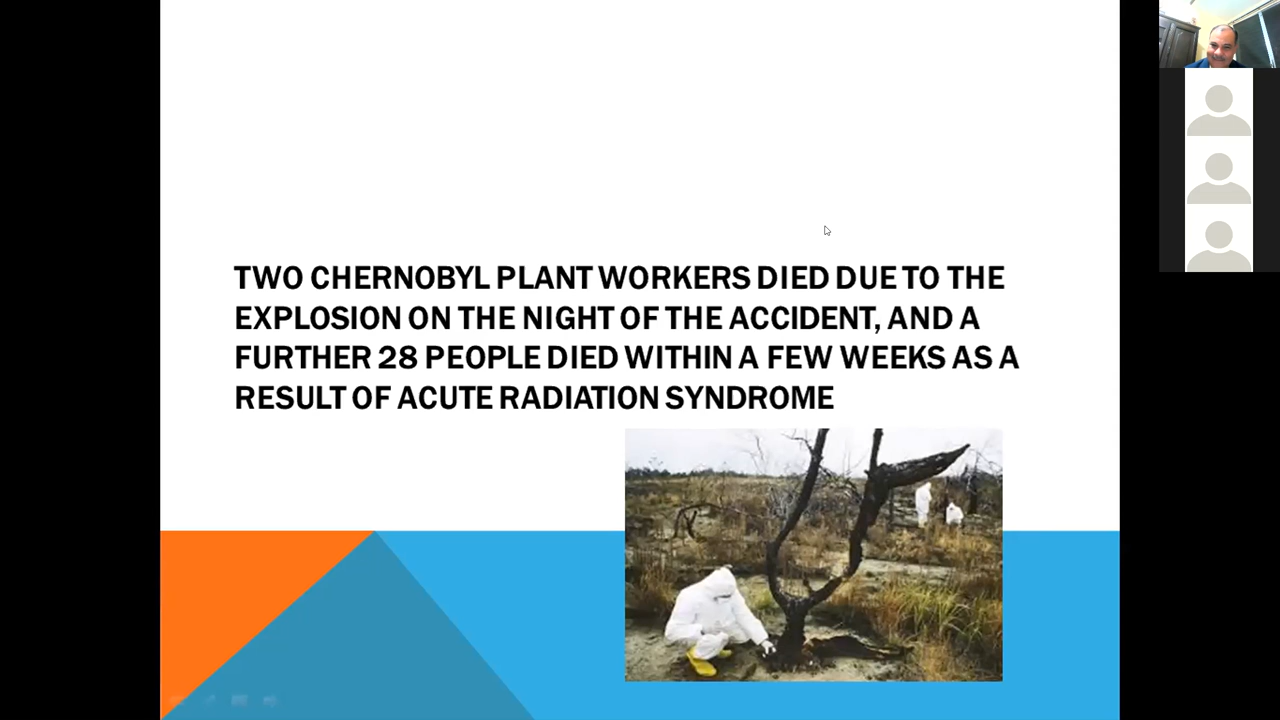 TWO CHERNOBYL PLANT WORKERS DIED DUE TO THE
EXPLOSION ON THE NIGHT OF THE ACCIDENT, AND A
FURTHER 28 PEOPLE DIED WITHIN A FEW WEEKS AS A
RESULT OF ACUTE RADIATION SYNDROME